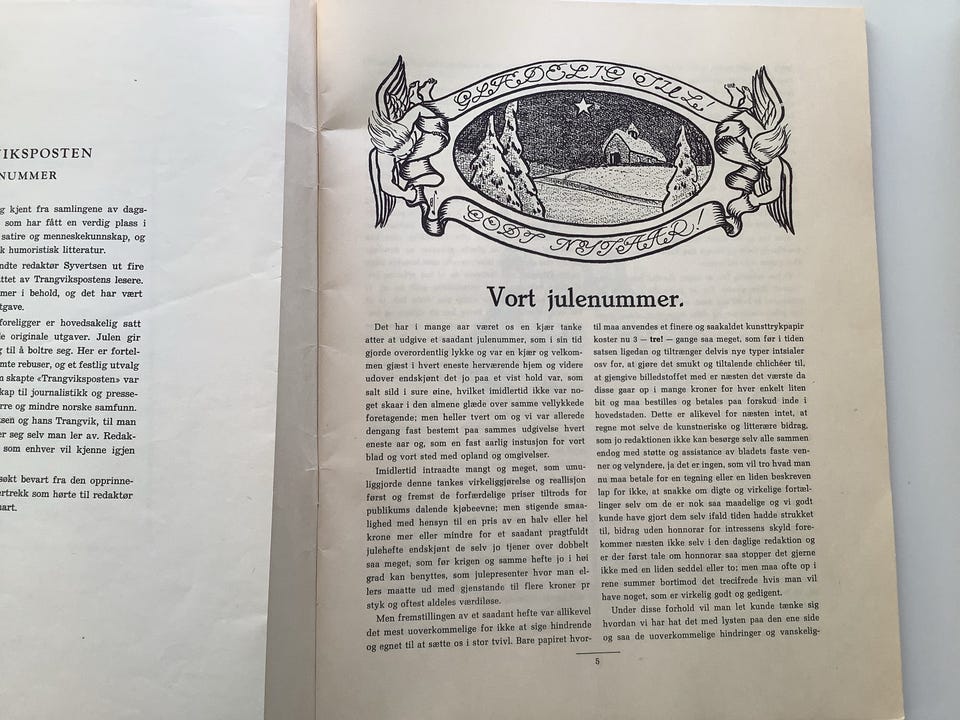 VIKSPOSTEN
NUMMER
g kjent fra samlingene av dags-
som har fått en verdig plass i
satire og menneskekunnskap, og
k humoristisk litteratur.
ndte redaktør Syvertsen ut fire
ttet av Trangvikspostens lesere.
mer i behold, og det har vært
tgave.
foreligger er hovedsakelig satt
e originale utgaver. Julen gir
g til å boltre seg. Her er fortel-
mte rebuser, og et festlig utvalg
n skapte «Trangviksposten» var
kap til journalistikk og presse-
rre og mindre norske samfunn.
sen og hans Trangvik, til man
er seg selv man ler av. Redak-
som enhver vil kjenne igjen
søkt bevart fra den opprinne-
ertrekk som hørte til redaktør
uart.
GLÆDELIG JUL!
GODT NYTAAR!
Vort julenummer.
Det har i mange aar været os en kjær tanke
atter at udgive et saadant julenummer, som i sin tid
gjorde overordentlig lykke og var en kjær og velkom-
men gjæst i hvert eneste herværende hjem og videre
udover endskjønt det jo paa et vist hold var, som
salt sild i sure øine, hvilket imidlertid ikke var no-
get skaar i den almene glæde over samme vellykkede
foretagende; men heller tvert om og vi var allerede
dengang fast bestemt paa sammes udgivelse hvert
eneste aar og, som en fast aarlig instusjon for vort
blad og vort sted med opland og omgivelser.
Imidlertid intraadte mangt og meget, som umu-
liggjorde denne tankes virkeliggjørelse og reallisjon
først og fremst de forfærdelige priser tiltrods for
publikums dalende kjøbeevne; men stigende smaa-
lighed med hensyn til en pris av en halv eller hel
krone mer eller mindre for et saadant pragtfuldt
julehefte endskjønt de selv jo tjener over dobbelt
saa meget, som før krigen og samme hefte jo i høi
grad kan benyttes, som julepresenter hvor man el-
lers maatte ud med gjenstande til flere kroner pr
styk og oftest aldeles værdiløse.
Men fremstillingen av et saadant hefte var allikevel
det mest uoverkommelige for ikke at sige hindrende
og egnet til at sætte os i stor tvivl. Bare papiret hvor-
til maa anvendes et finere og saakaldet kunsttrykpapir
koster nu 3 — tre! — gange saa meget, som før i tiden
satsen ligedan og tiltrænger delvis nye typer intsialer
osv for, at gjøre det smukt og tiltalende chlichéer til,
at gjengive billedstoffet med er næsten det værste da
disse gaar op i mange kroner for hver enkelt liten
bit og maa bestilles og betales paa forskud inde i
hovedstaden. Dette er alikevel for næsten intet, at
regne mot selve de kunstneriske og litterære bidrag,
som jo redaktionen ikke kan besørge selv alle sammen
endog med støtte og assistance av bladets faste ven-
ner og velyndere, ja det er ingen, som vil tro hvad man
nu maa betale for en tegning eller en liden beskreven
lap for ikke, at snakke om digte og virkelige fortæl-
linger selv om de er nok saa maadelige og vi godt
kunde have gjort dem selv ifald tiden hadde strukket
til, bidrag uden honnorar for intressens skyld fore-
kommer næsten ikke selv i den daglige redaktion og
er der først tale om honnorar saa stopper det gjerne
ikke med en liden seddel eller to; men maa ofte op i
rene summer bortimod det trecifrede hvis man vil
have noget, som er virkelig godt og gedigent.
Under disse forhold vil man let kunde tænke sig
hvordan vi har hat det med lysten paa den ene side
og saa de uoverkommelige hindringer og vanskelig-
5